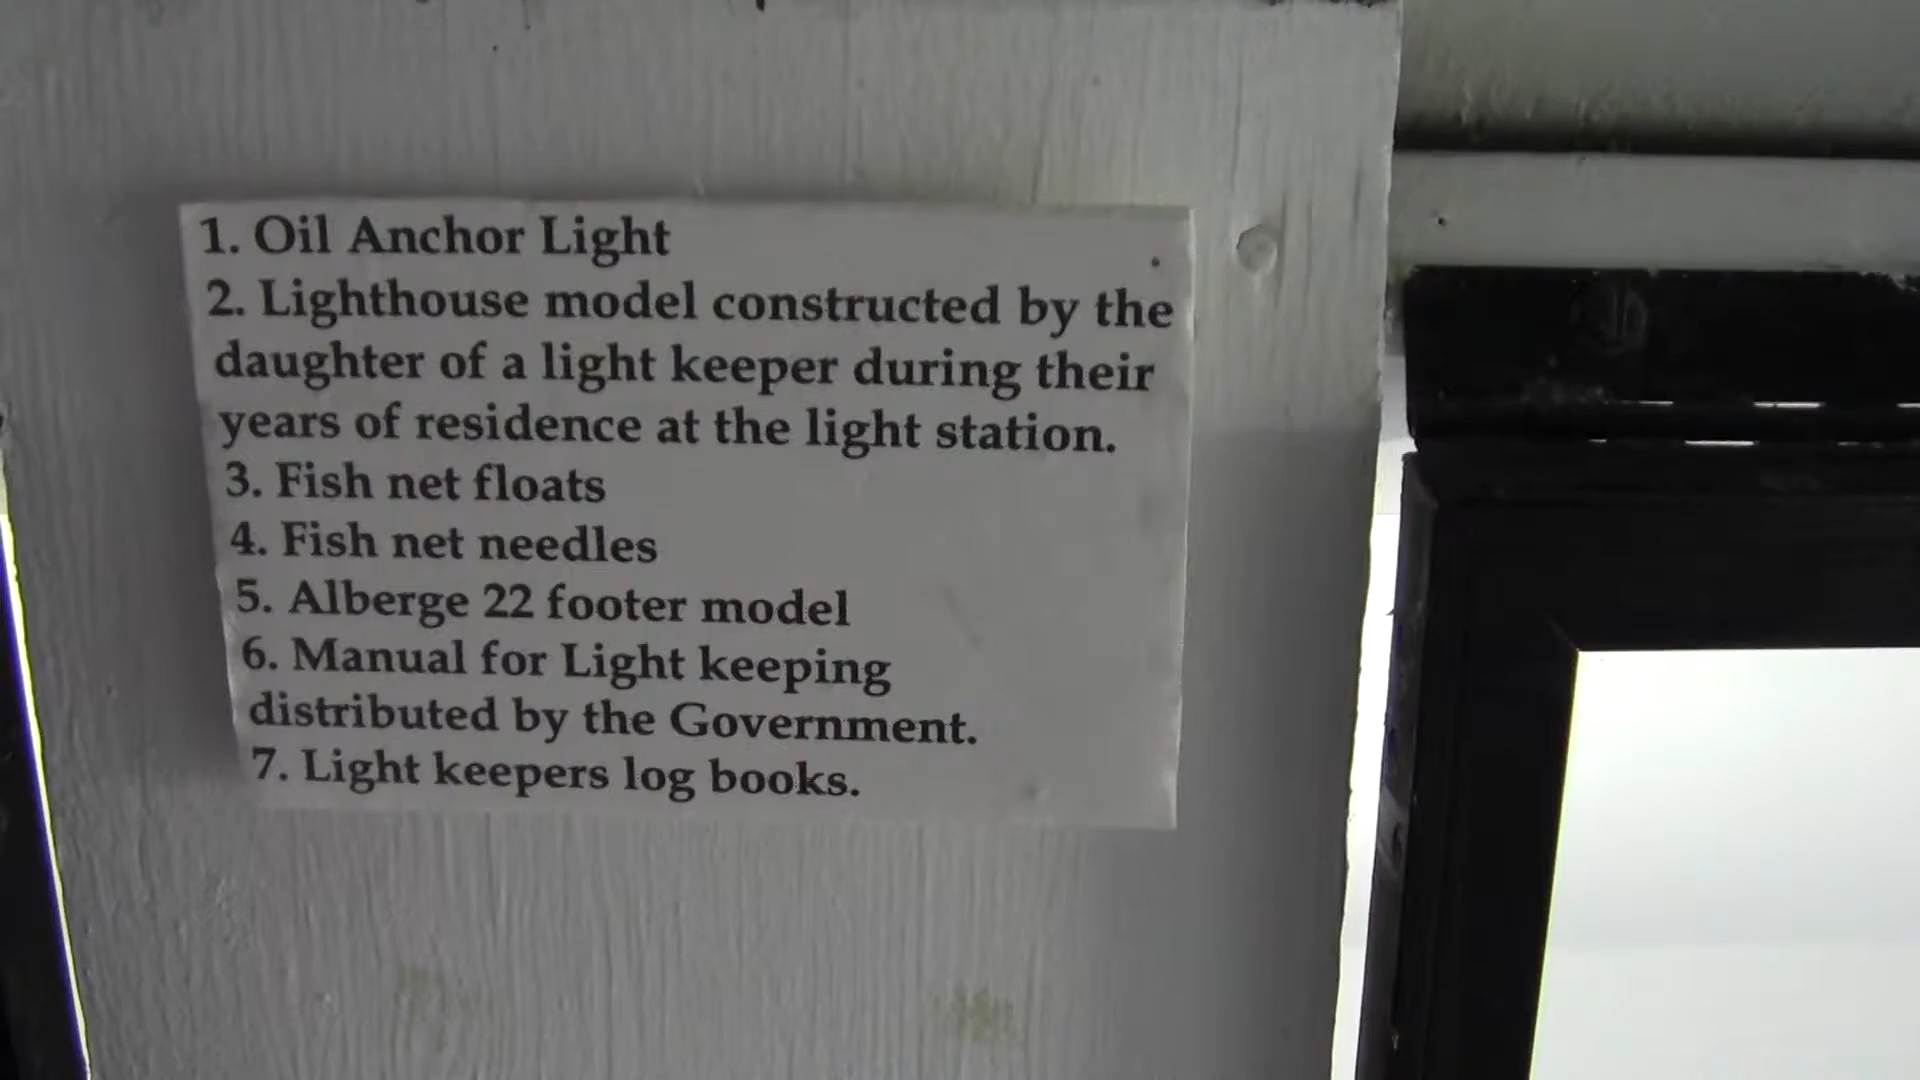 1. Oil Anchor Light
2. Lighthouse model constructed by the
daughter of a light keeper during their
years of residence at the light station.
3. Fish net floats
4. Fish net needles
5. Alberge 22 footer model
6. Manual for Light keeping
distributed by the Government.
7. Light keepers log books.